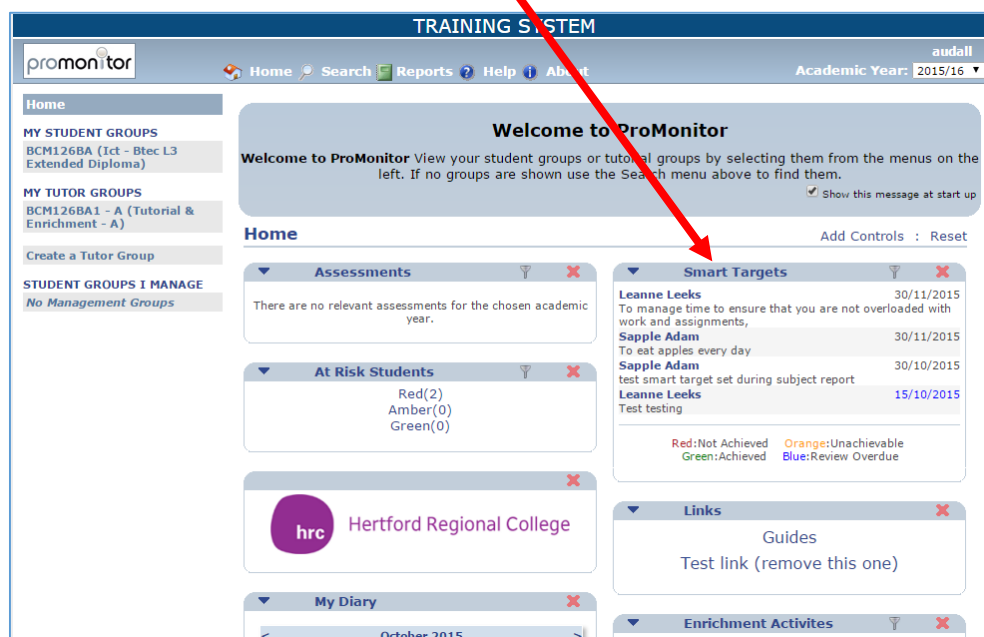 TRAINING SYSTEM
promonitor
Home Search Reports Help About
audall
Academic Year: 2015/16
Home
MY STUDENT GROUPS
BCM126BA (Ict - Btec L3
Extended Diploma)
MY TUTOR GROUPS
BCM126BA1 - A (Tutorial &
Enrichment - A)
Create a Tutor Group
STUDENT GROUPS I MANAGE
No Management Groups
Welcome to ProMonitor
Welcome to ProMonitor View your student groups or tutorial groups by selecting them from the menus on the
left. If no groups are shown use the Search menu above to find them.
Show this message at start up
Home
Add Controls : Reset
Assessments
There are no relevant assessments for the chosen academic
year.
At Risk Students
Red(2)
Amber(0)
Green(0)
hrc Hertford Regional College
My Diary
< October 2015 >
Smart Targets
Leanne Leeks 30/11/2015
To manage time to ensure that you are not overloaded with
work and assignments,
Sapple Adam 30/11/2015
To eat apples every day
Sapple Adam 30/10/2015
test smart target set during subject report
Leanne Leeks 15/10/2015
Test testing
Red:Not Achieved Orange:Unachievable
Green:Achieved Blue:Review Overdue
Links
Guides
Test link (remove this one)
Enrichment Activites